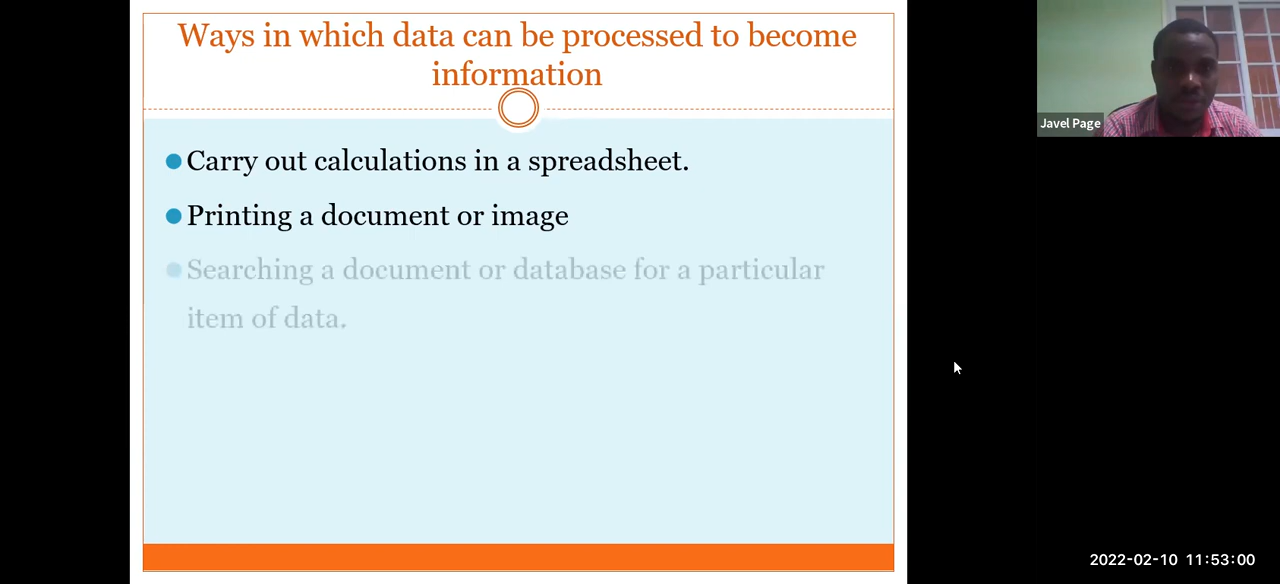 Ways in which data can be processed to become
information
Carry out calculations in a spreadsheet.
Printing a document or image
Searching a document or database for a particular
item of data.
Javel Page
2022-02-10 11:53:00